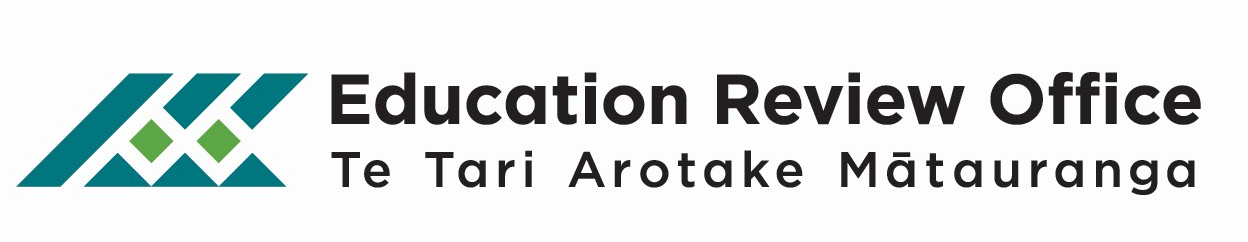 Education Review Office
Te Tari Arotake Mātauranga